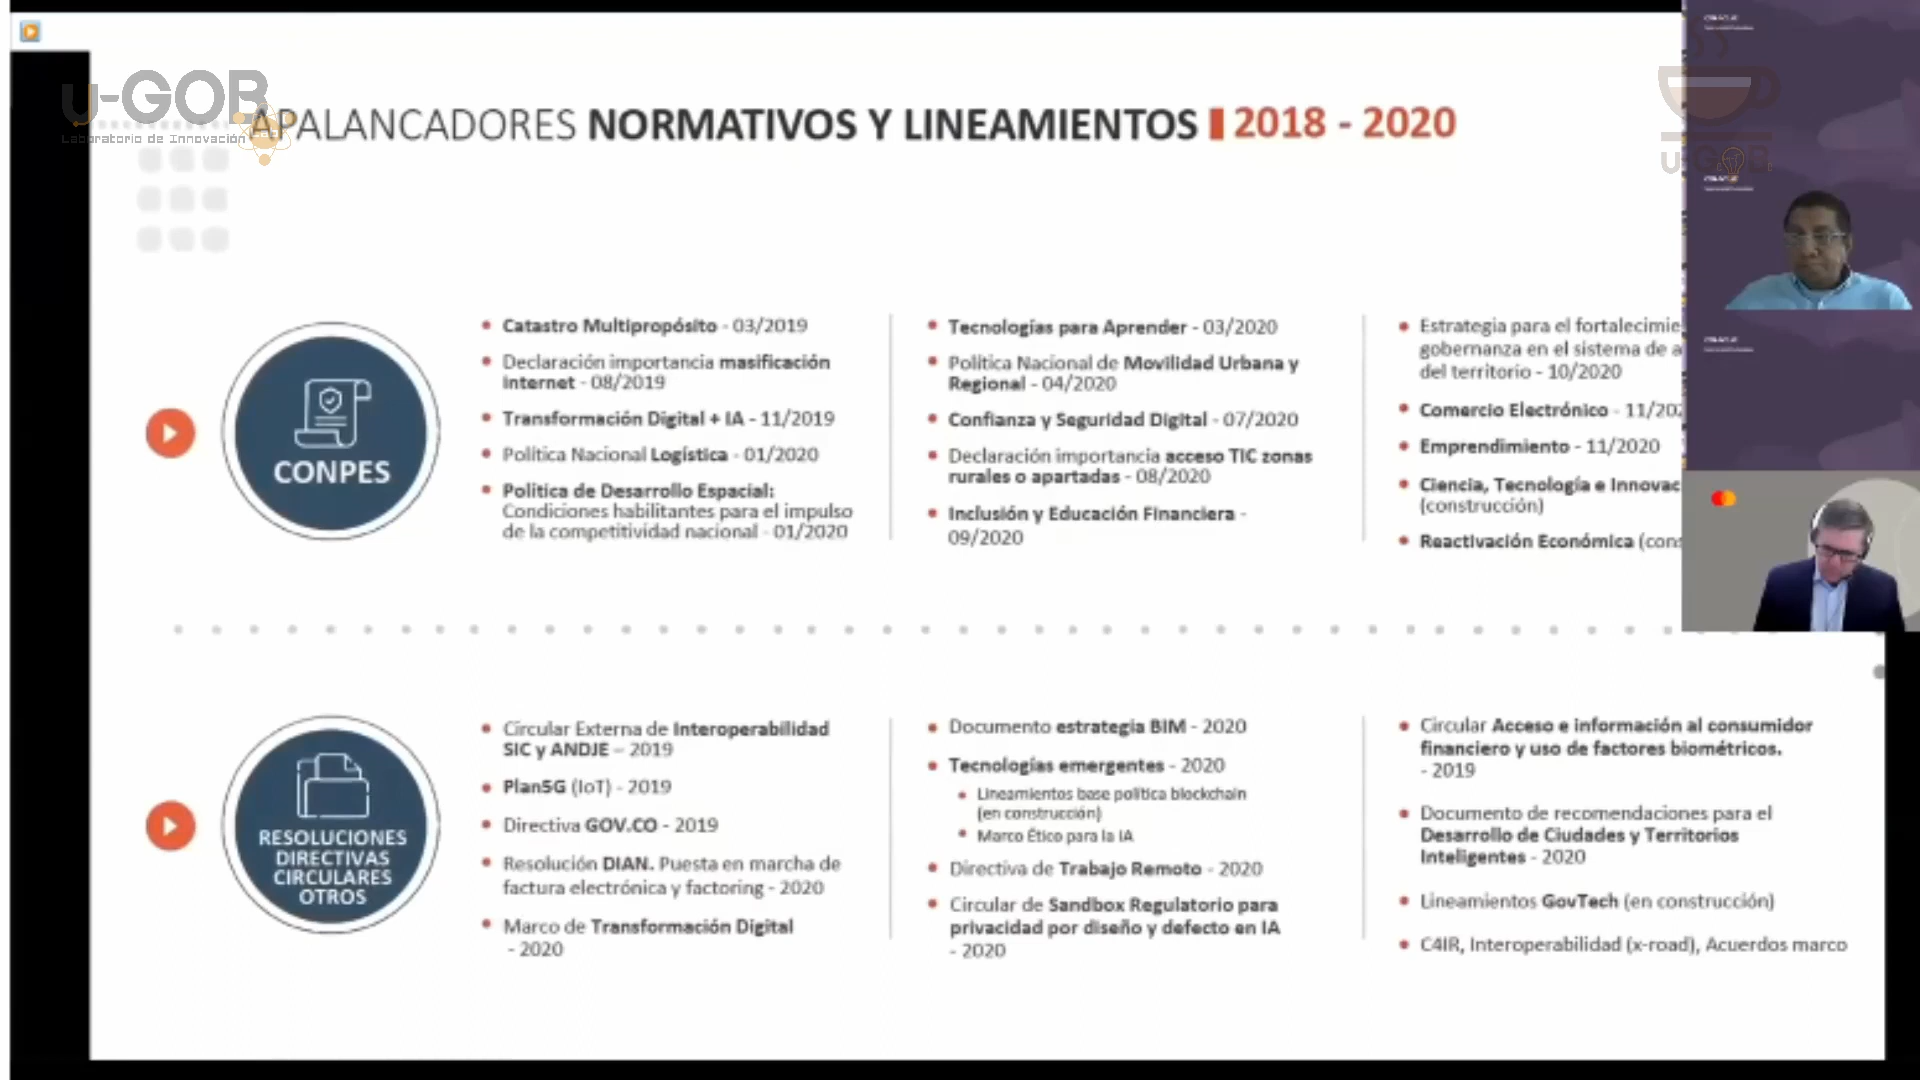 u-GOB
Laboratorio de Innovación
APALANCADORES NORMATIVOS Y LINEAMIENTOS 2018 - 2020
CONPES
• Catastro Multipropósito - 03/2019
• Declaración importancia masificación
internet - 08/2019
• Transformación Digital + IA - 11/2019
• Política Nacional Logística - 01/2020
• Política de Desarrollo Espacial:
Condiciones habilitantes para el impulso
de la competitividad nacional - 01/2020
• Tecnologías para Aprender - 03/2020
• Política Nacional de Movilidad Urbana y
Regional - 04/2020
• Confianza y Seguridad Digital - 07/2020
• Declaración importancia acceso TIC zonas
rurales o apartadas - 08/2020
• Inclusión y Educación Financiera -
09/2020
• Estrategia para el fortalecimie
gobernanza en el sistema de a
del territorio - 10/2020
• Comercio Electrónico - 11/202
• Emprendimiento - 11/2020
• Ciencia, Tecnología e Innovac
(construcción)
• Reactivación Económica (cons
RESOLUCIONES
DIRECTIVAS
CIRCULARES
OTROS
• Circular Externa de Interoperabilidad
SIC y ANDJE – 2019
• Plan5G (IoT) - 2019
• Directiva GOV.CO - 2019
• Resolución DIAN. Puesta en marcha de
factura electrónica y factoring - 2020
• Marco de Transformación Digital
- 2020
• Documento estrategia BIM - 2020
• Tecnologías emergentes - 2020
• Lineamientos base política blockchain
(en construcción)
• Marco Ético para la IA
• Directiva de Trabajo Remoto - 2020
• Circular de Sandbox Regulatorio para
privacidad por diseño y defecto en IA
- 2020
• Circular Acceso e información al consumidor
financiero y uso de factores biométricos.
- 2019
• Documento de recomendaciones para el
Desarrollo de Ciudades y Territorios
Inteligentes - 2020
• Lineamientos GovTech (en construcción)
• C4IR, Interoperabilidad (x-road), Acuerdos marco